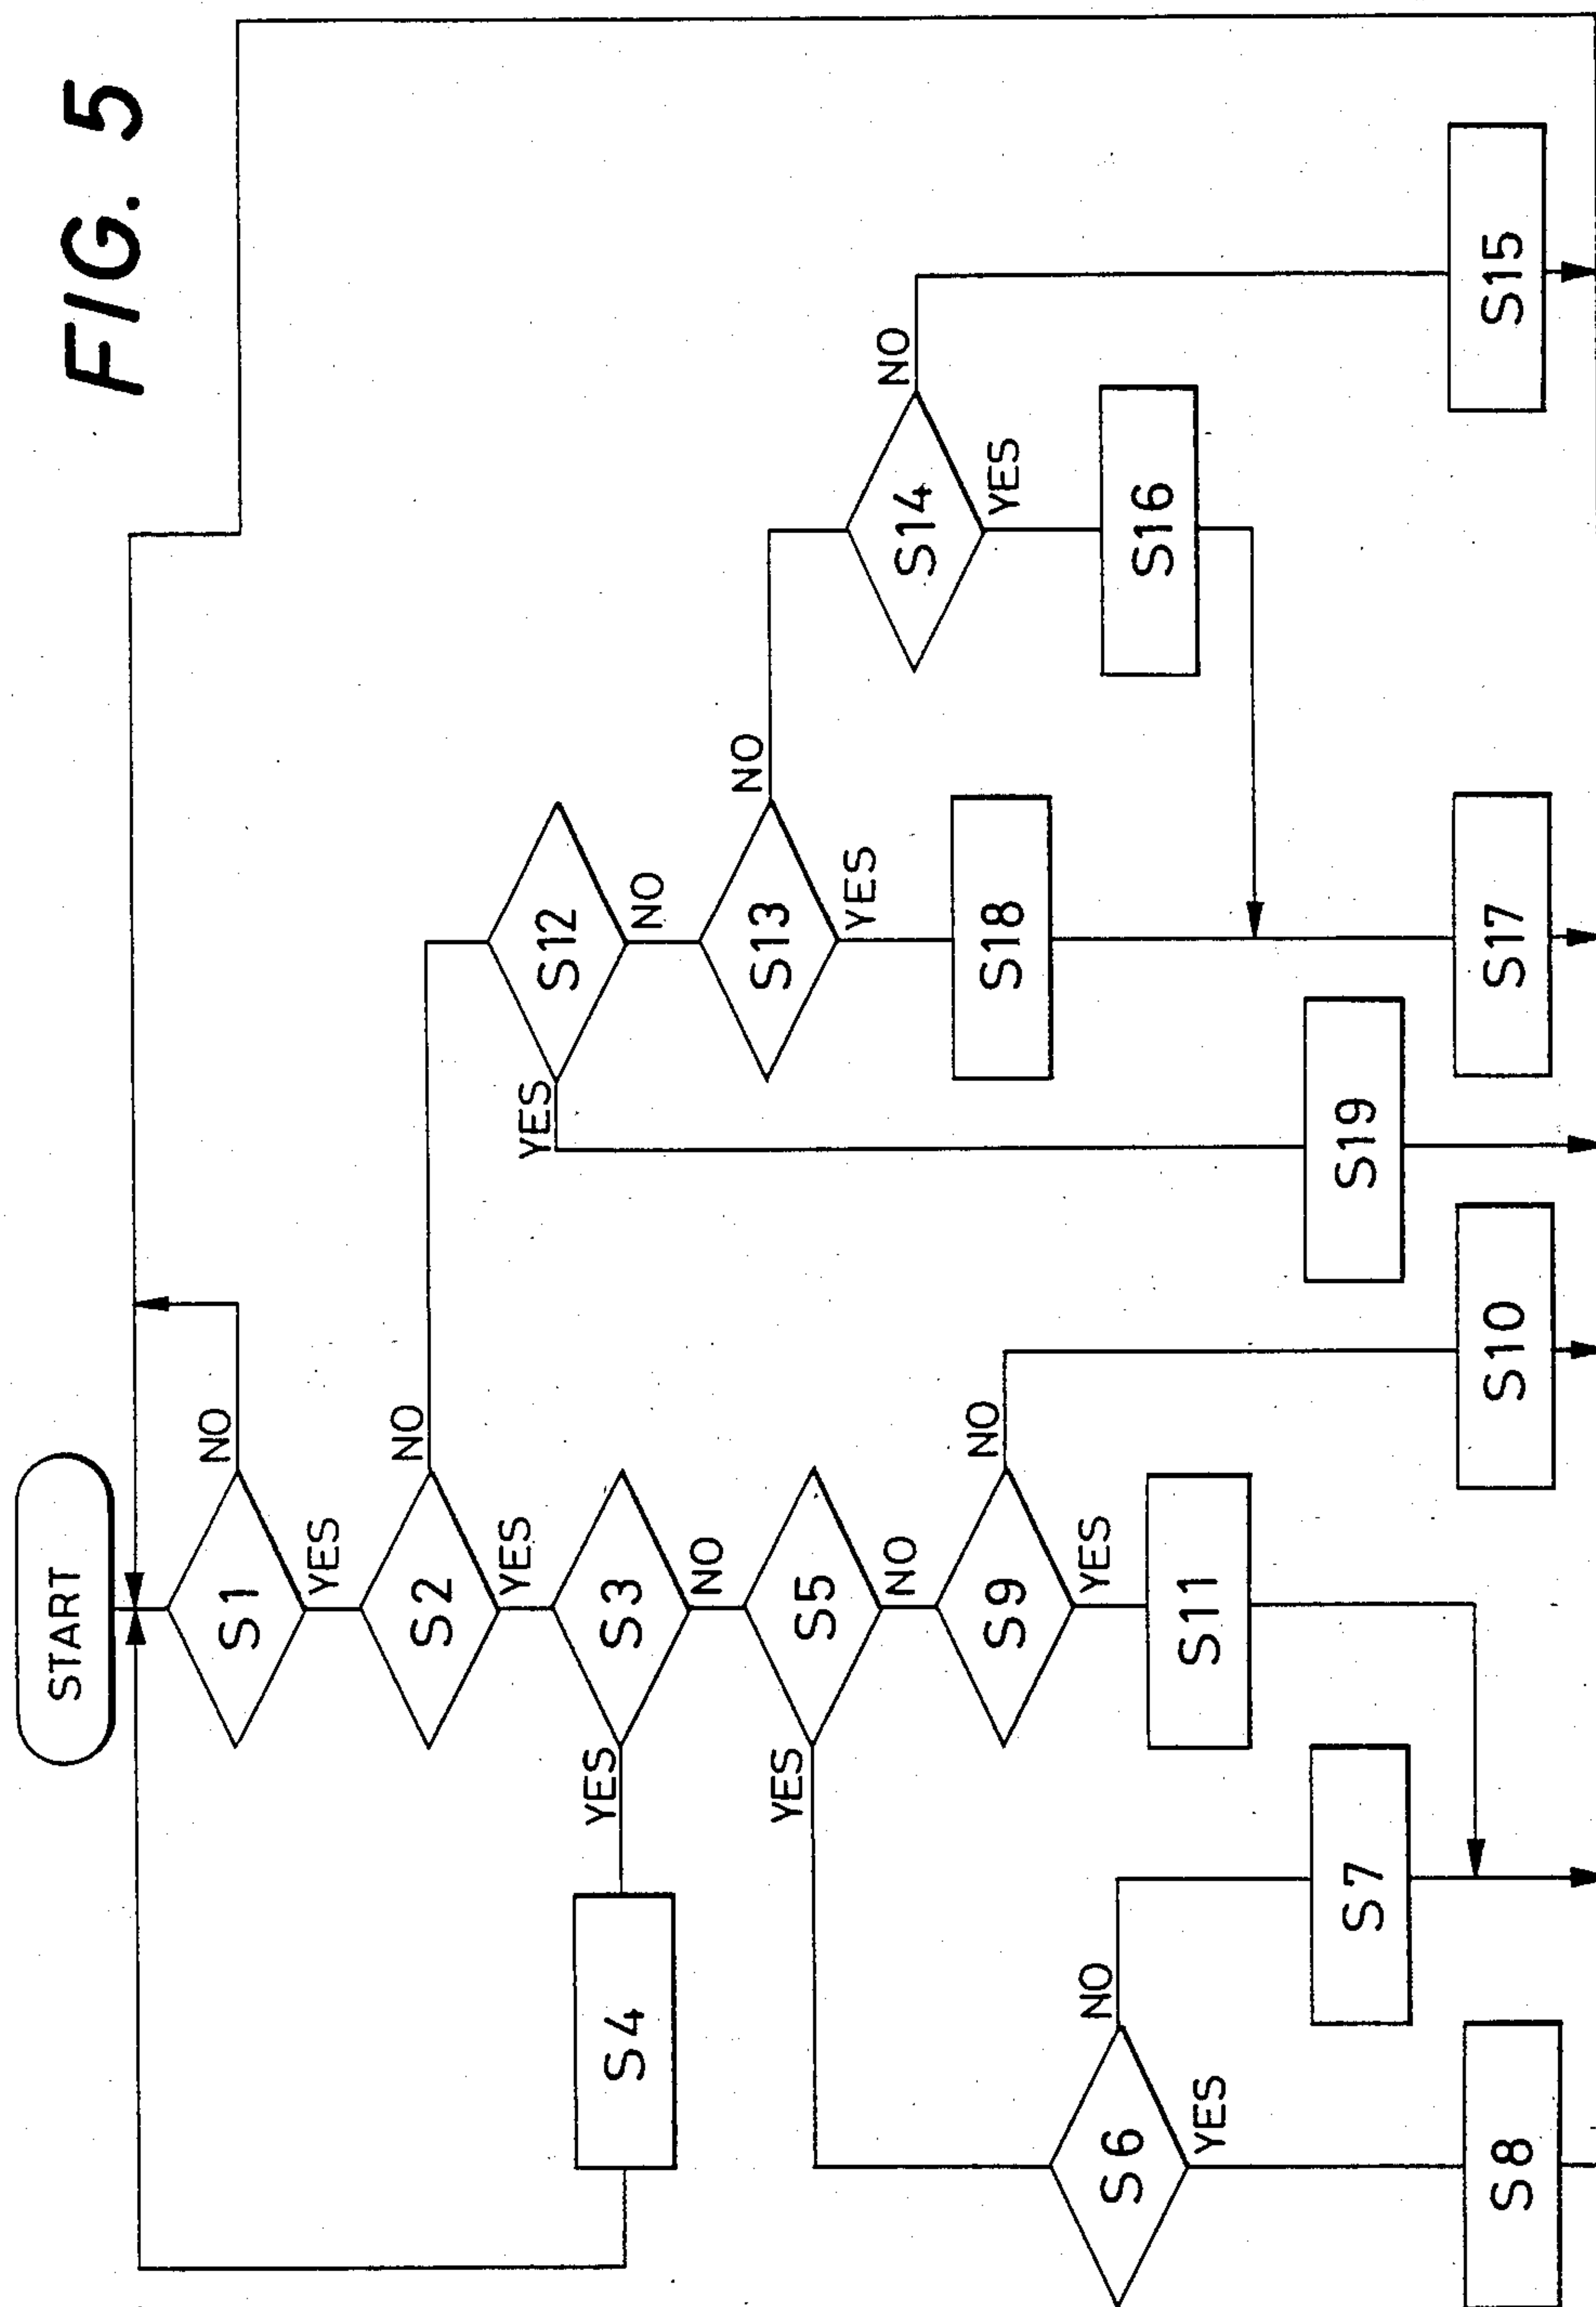 FIG. 5
START
S1
NO
YES
S2
NO
YES
S3
YES
NO
S4
S5
YES
NO
S6
NO
YES
S7
S8
S9
NO
YES
S11
S10
S12
YES
NO
S13
NO
YES
S14
NO
YES
S18
S16
S19
S17
S15